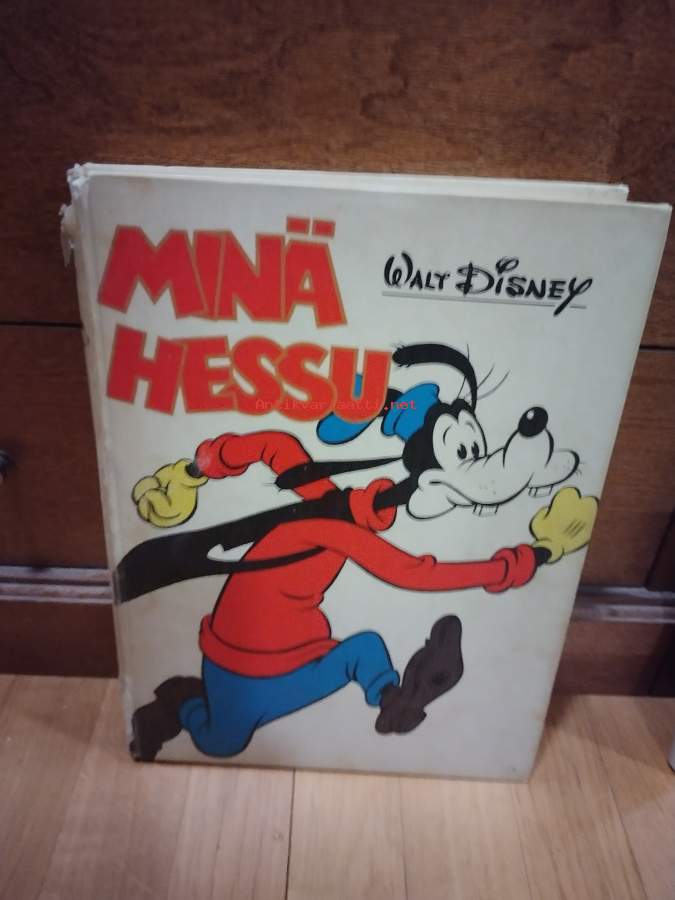 MINÄ
HESSU
WALT DISNEY
Antikvariaatti.net